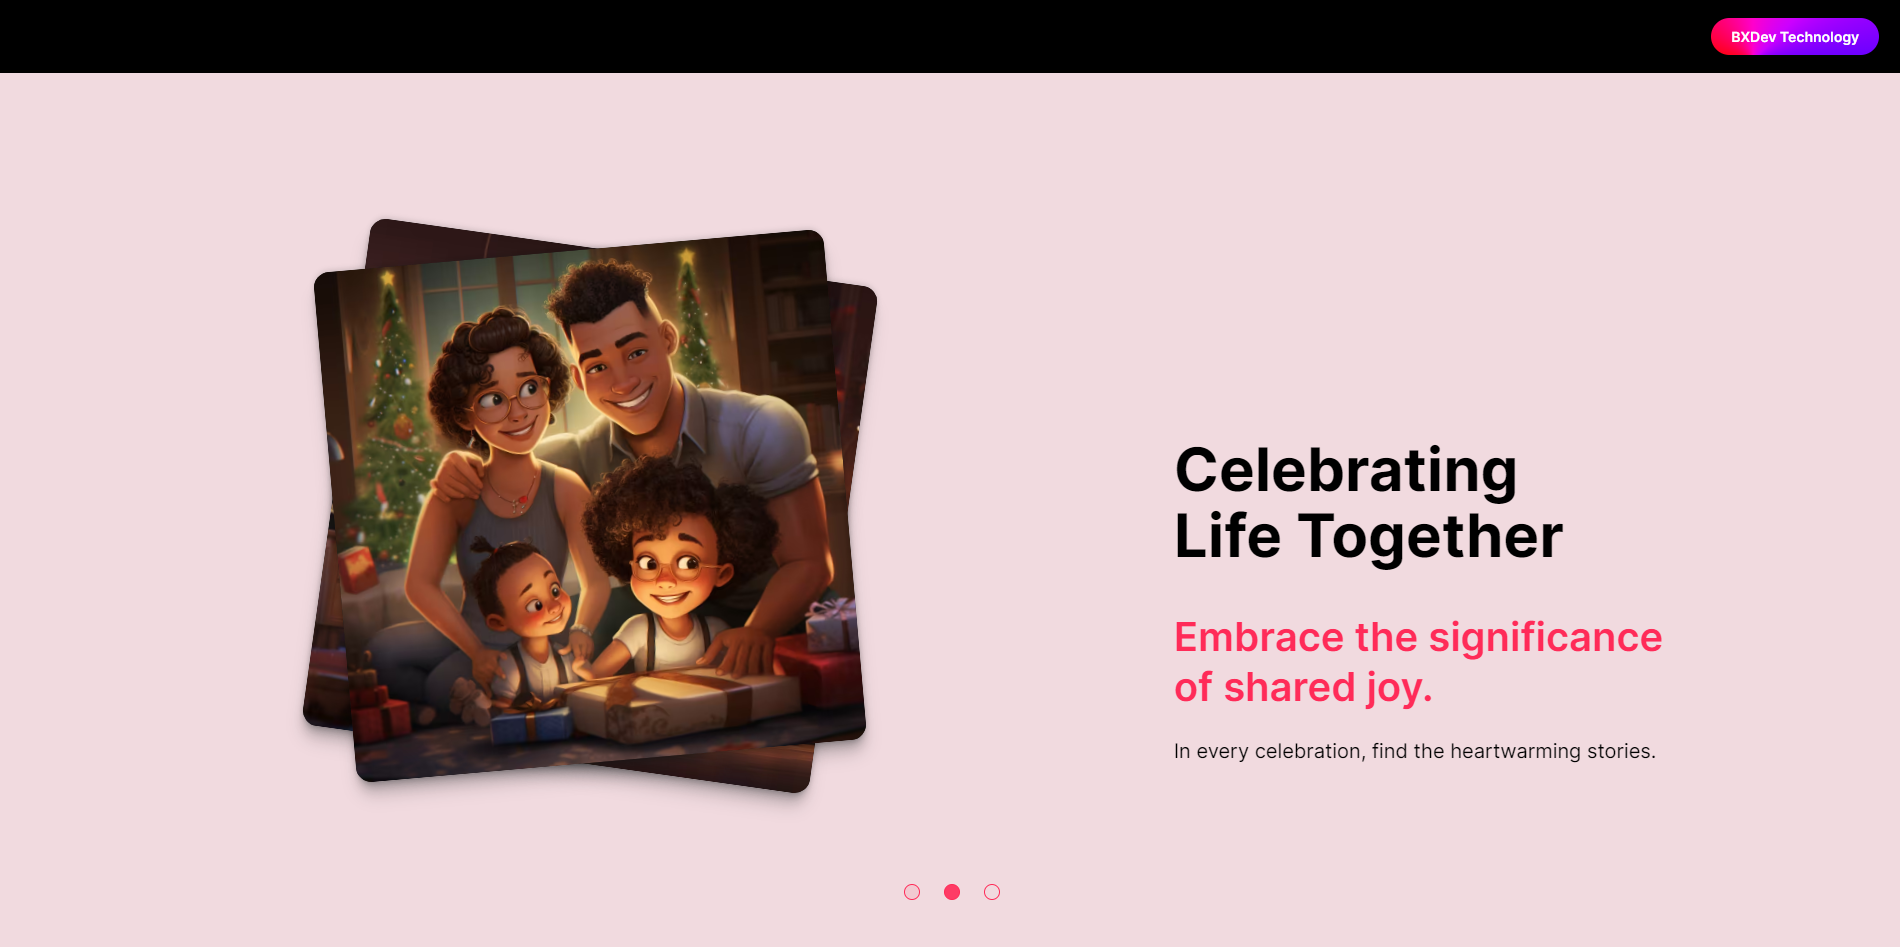 BXDev Technology
Celebrating
Life Together
Embrace the significance
of shared joy.
In every celebration, find the heartwarming stories.